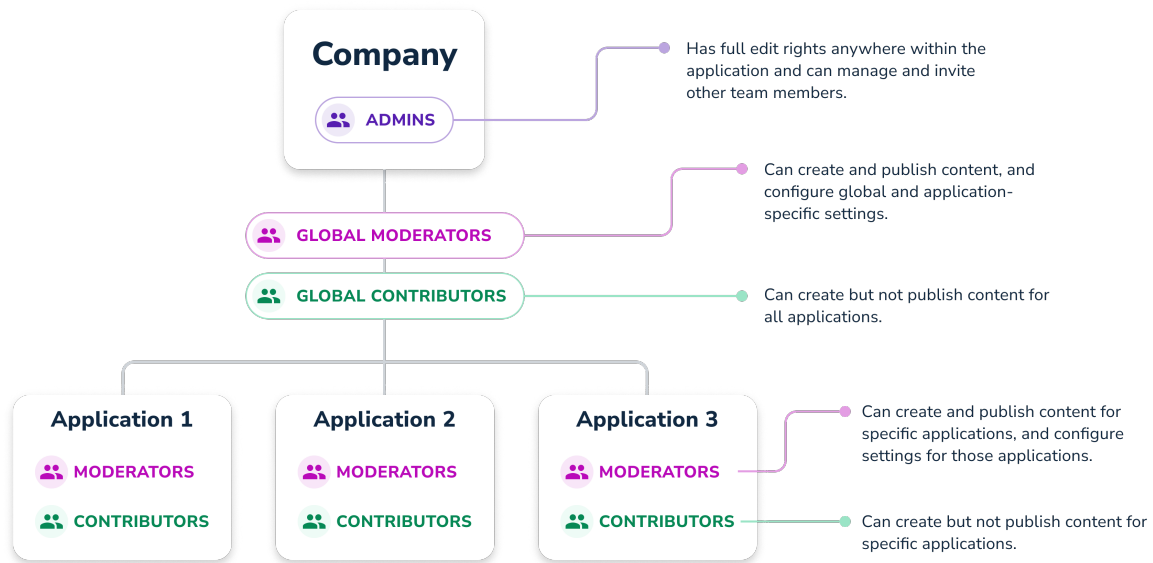 Company
ADMINS
Has full edit rights anywhere within the
application and can manage and invite
other team members.
GLOBAL MODERATORS
Can create and publish content, and
configure global and application-
specific settings.
GLOBAL CONTRIBUTORS
Can create but not publish content for
all applications.
Application 1
MODERATORS
CONTRIBUTORS
Application 2
MODERATORS
CONTRIBUTORS
Application 3
MODERATORS
CONTRIBUTORS
Can create and publish content for
specific applications, and configure
settings for those applications.
Can create but not publish content for
specific applications.